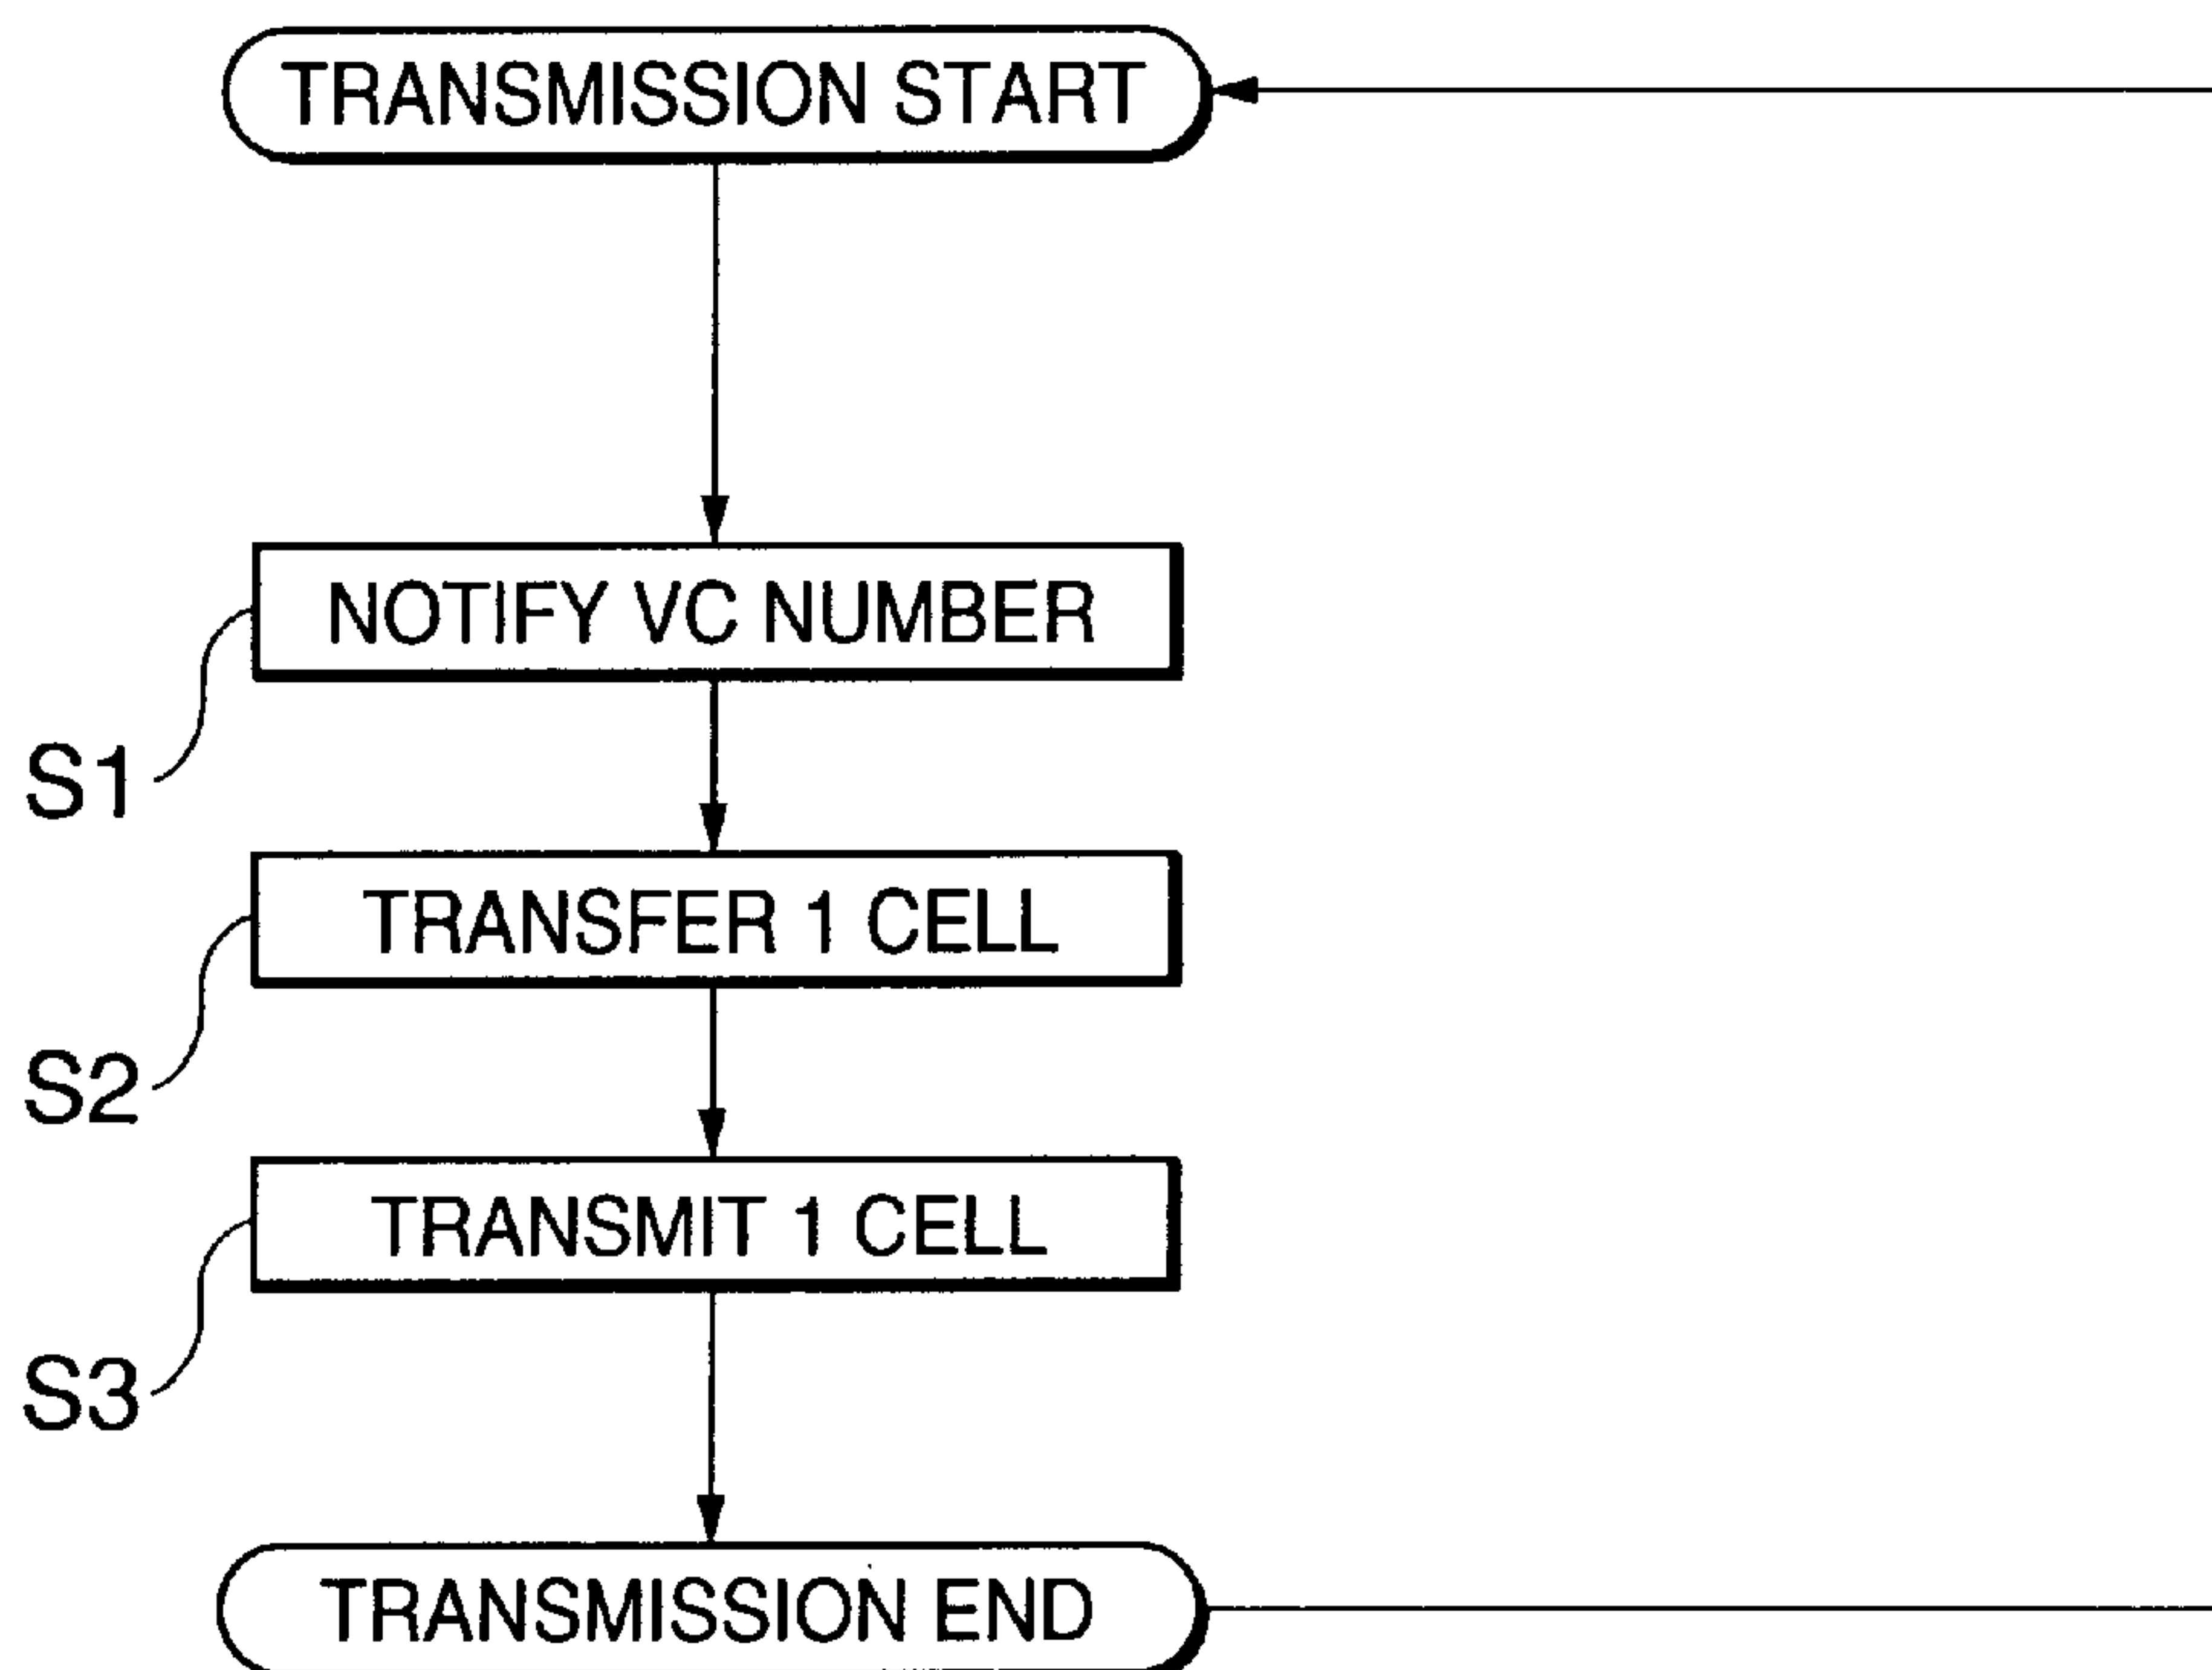 TRANSMISSION START
NOTIFY VC NUMBER
S1
TRANSFER 1 CELL
S2
TRANSMIT 1 CELL
S3
TRANSMISSION END